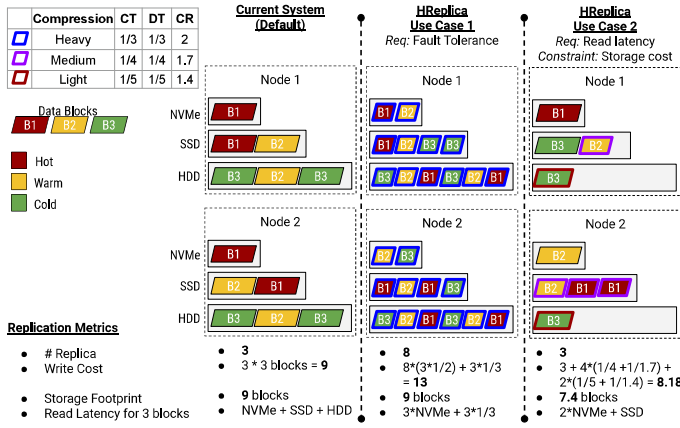 Compression CT DT CR
Heavy 1/3 1/3 2
Medium 1/4 1/4 1.7
Light 1/5 1/5 1.4
Data Blocks
B1 B2 B3
Hot
Warm
Cold
Replication Metrics
• # Replica
• Write Cost
• Storage Footprint
• Read Latency for 3 blocks
Current System
(Default)
Node 1
NVMe B1
SSD B1 B2
HDD B3 B2 B3
Node 2
NVMe B1
SSD B2 B1
HDD B3 B2 B3
• 3
• 3 * 3 blocks = 9
• 9 blocks
• NVMe + SSD + HDD
HReplica
Use Case 1
Req: Fault Tolerance
Node 1
B1 B2
B1 B2 B3 B3
B3 B2 B1 B3 B2 B1
Node 2
B2 B3
B1 B2 B1 B3
B3 B2 B1 B3 B2 B1
• 8
• 8*(3*1/2) + 3*1/3
= 13
• 9 blocks
• 3*NVMe + 3*1/3
HReplica
Use Case 2
Req: Read latency
Constraint: Storage cost
Node 1
B1
B3 B2
B3
Node 2
B2
B2 B1 B1
B3
• 3
• 3 + 4*(1/4 +1/1.7) +
2*(1/5 + 1/1.4) = 8.18
• 7.4 blocks
• 2*NVMe + SSD